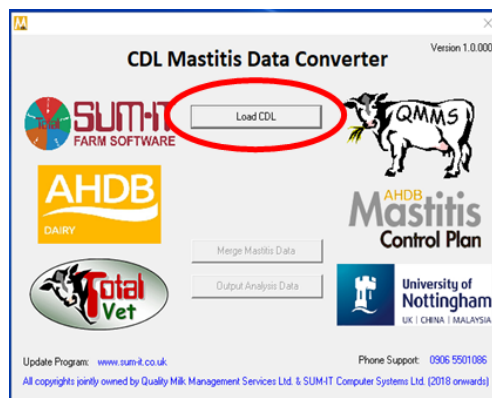 Version 1.0.000
CDL Mastitis Data Converter
Total
SUM-IT
FARM SOFTWARE
Load CDL
QMMS
AHDB
DAIRY
AHDB
Mastitis
Control Plan
Merge Mastitis Data
Output Analysis Data
Total
Vet
University of
Nottingham
UK | CHINA | MALAYSIA
Update Program: www.sum-it.co.uk
Phone Support: 0906 5501086
All copyrights jointly owned by Quality Milk Management Services Ltd. & SUM-IT Computer Systems Ltd. (2018 onwards)